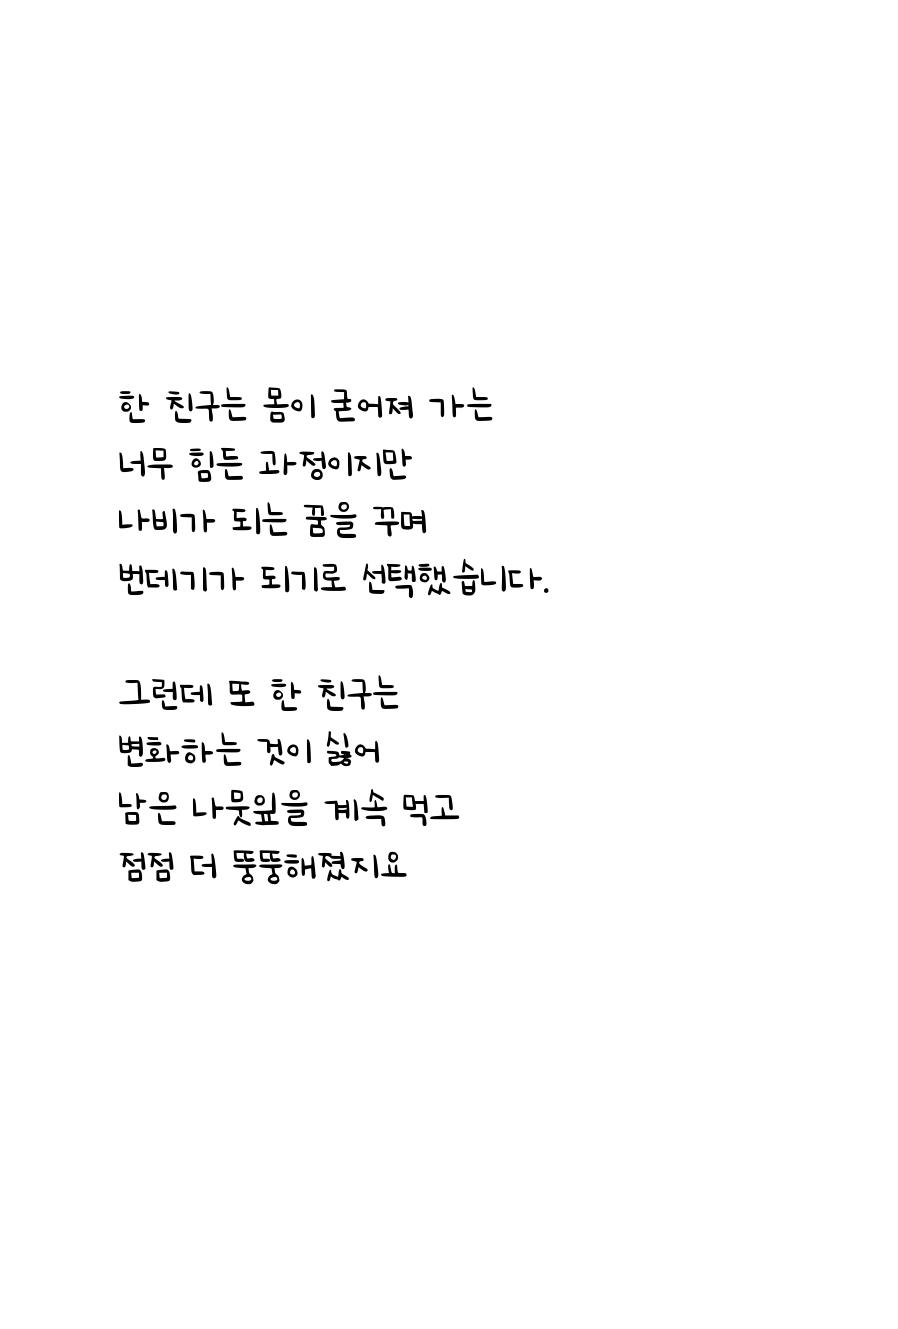 한 친구는 몸이 굳어져 가는
너무 힘든 과정이지만
나비가 되는 꿈을 꾸며
번데기가 되기로 선택했습니다.
그런데 또 한 친구는
변화하는 것이 싫어
남은 나뭇잎을 계속 먹고
점점 더 뚱뚱해졌지요